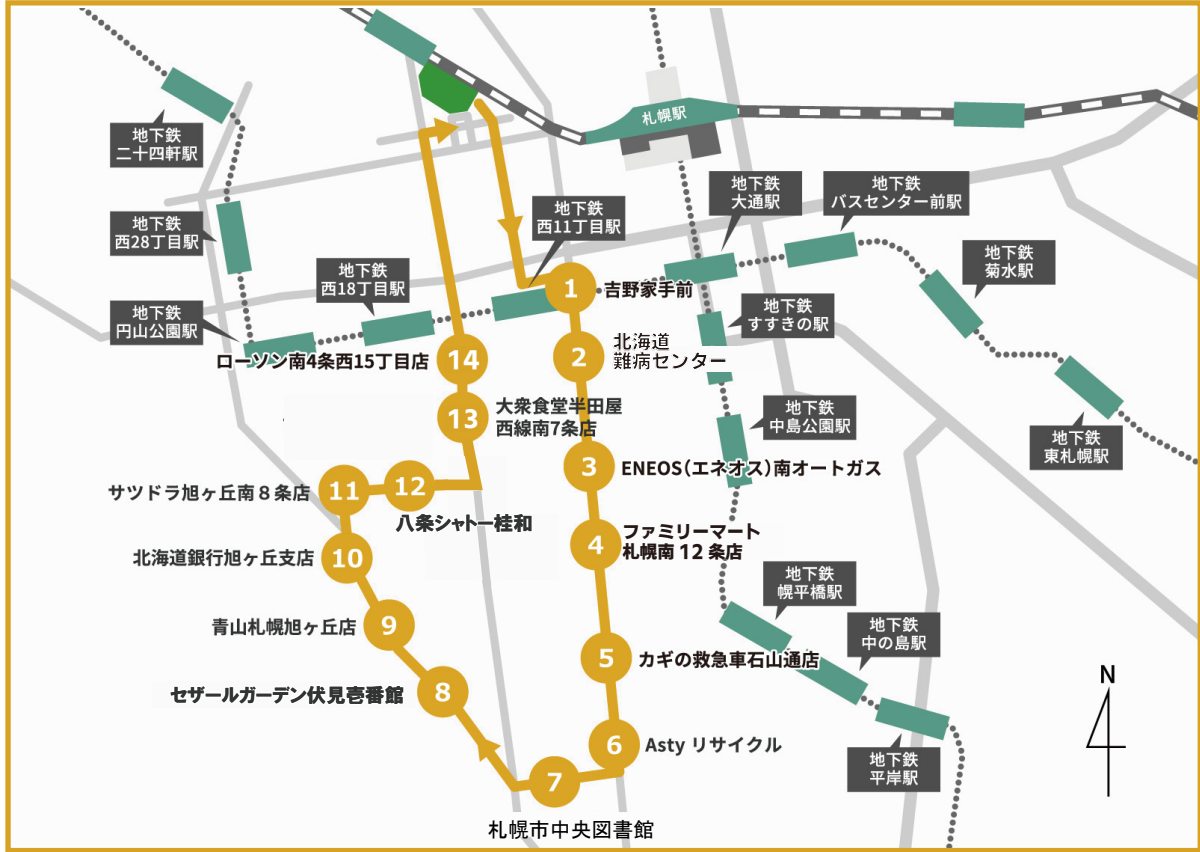 札幌駅
地下鉄
二十四軒駅
地下鉄
西28丁目駅
地下鉄
円山公園駅
地下鉄
西18丁目駅
地下鉄
西11丁目駅
地下鉄
大通駅
地下鉄
バスセンター前駅
地下鉄
菊水駅
地下鉄
すすきの駅
地下鉄
中島公園駅
地下鉄
東札幌駅
地下鉄
幌平橋駅
地下鉄
中の島駅
地下鉄
平岸駅
1
吉野家手前
2
北海道
難病センター
3
ENEOS(エネオス)南オートガス
4
ファミリーマート
札幌南12条店
5
カギの救急車石山通店
6
Asty リサイクル
7
札幌市中央図書館
8
セザールガーデン伏見壱番館
9
青山札幌旭ヶ丘店
10
北海道銀行旭ヶ丘支店
11
サツドラ旭ヶ丘南8条店
12
八条シャトー桂和
13
大衆食堂半田屋
西線南7条店
14
ローソン南4条西15丁目店
N